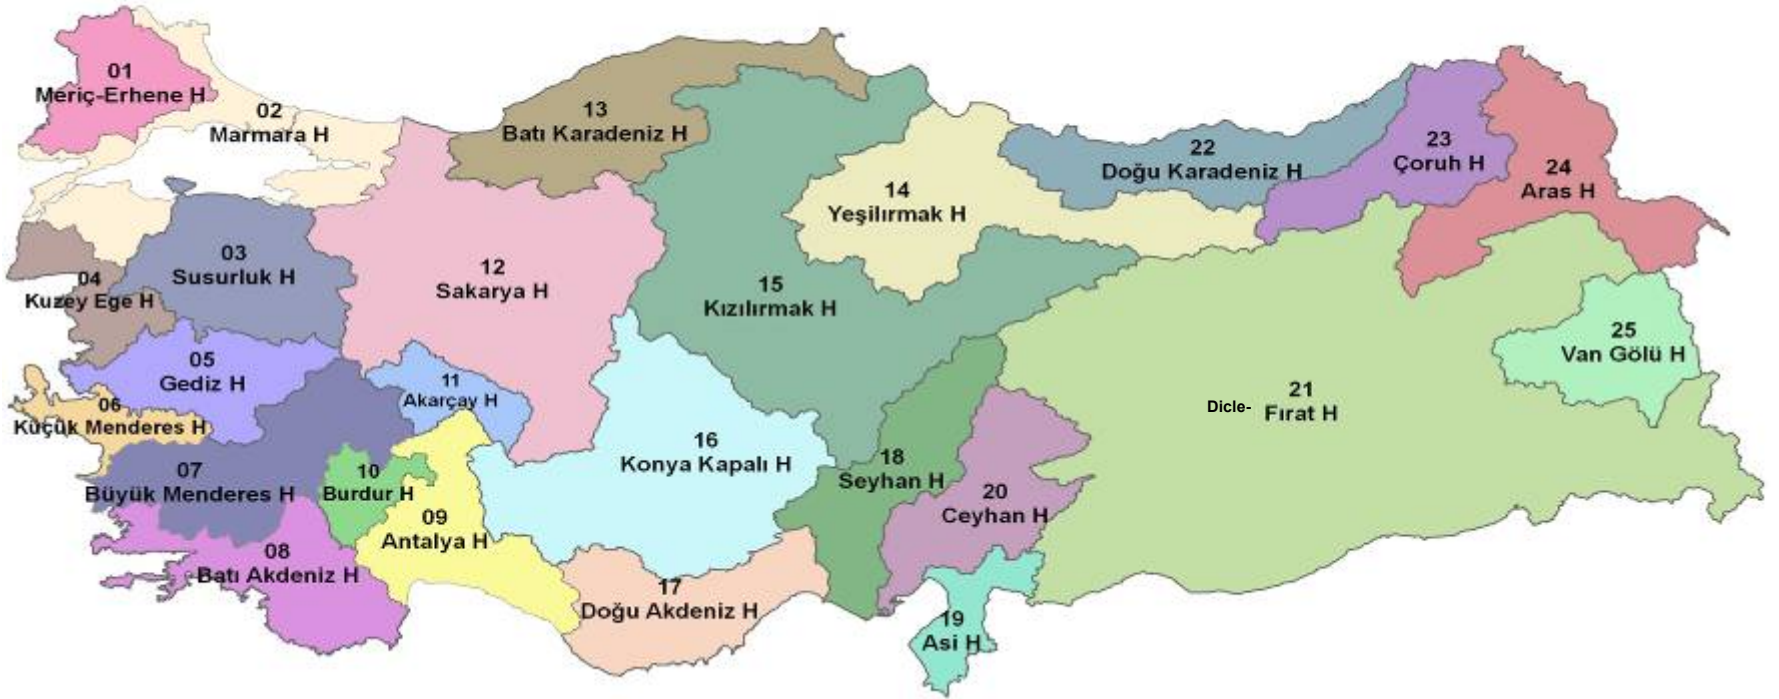 01
Meriç-Erhene H
02
Marmara H
03
Susurluk H
04
Kuzey Ege H
05
Gediz H
06
Küçük Menderes H
07
Büyük Menderes H
08
Batı Akdeniz H
09
Antalya H
10
Burdur H
11
Akarçay H
12
Sakarya H
13
Batı Karadeniz H
14
Yeşilırmak H
15
Kızılırmak H
16
Konya Kapalı H
17
Doğu Akdeniz H
18
Seyhan H
19
Asi H
20
Ceyhan H
21
Dicle- Fırat H
22
Doğu Karadeniz H
23
Çoruh H
24
Aras H
25
Van Gölü H